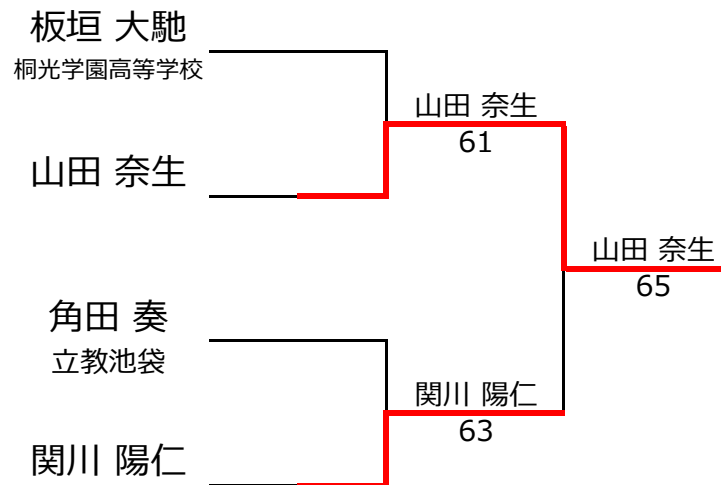 板垣 大馳
桐光学園高等学校
山田 奈生
61
山田 奈生
山田 奈生
65
角田 奏
立教池袋
関川 陽仁
63
関川 陽仁